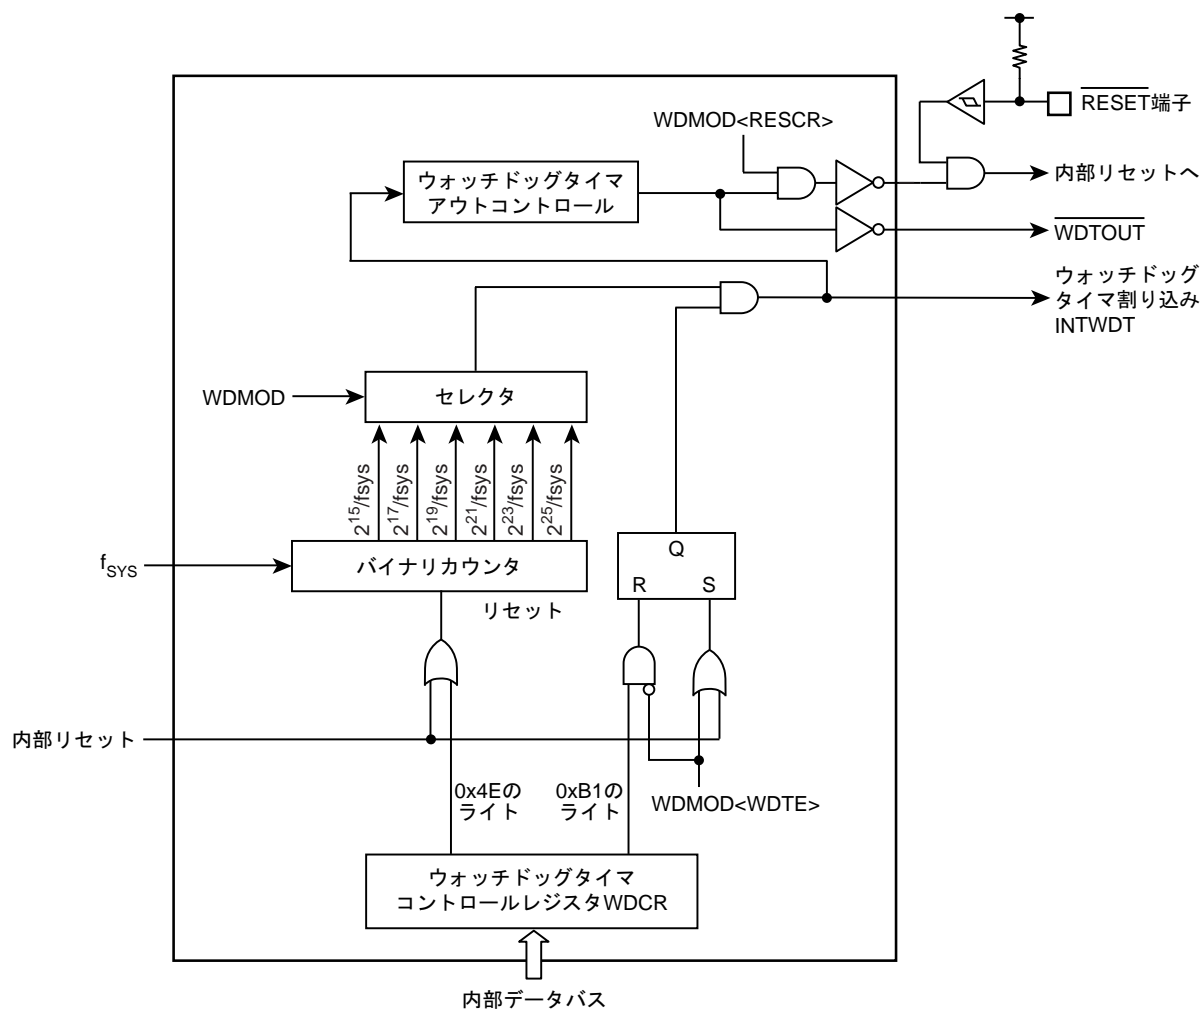 WDMOD<RESCR>
RESET端子
ウォッチドッグタイマ
アウトコントロール
内部リセットへ
WDTOUT
ウォッチドッグ
タイマ割り込み
INTWDT
WDMOD
セレクタ
2^15/fsys
2^17/fsys
2^19/fsys
2^21/fsys
2^23/fsys
2^25/fsys
fSYS
バイナリカウンタ
リセット
Q
R
S
内部リセット
0x4Eの
ライト
0xB1の
ライト
WDMOD<WDTE>
ウォッチドッグタイマ
コントロールレジスタWDCR
内部データバス